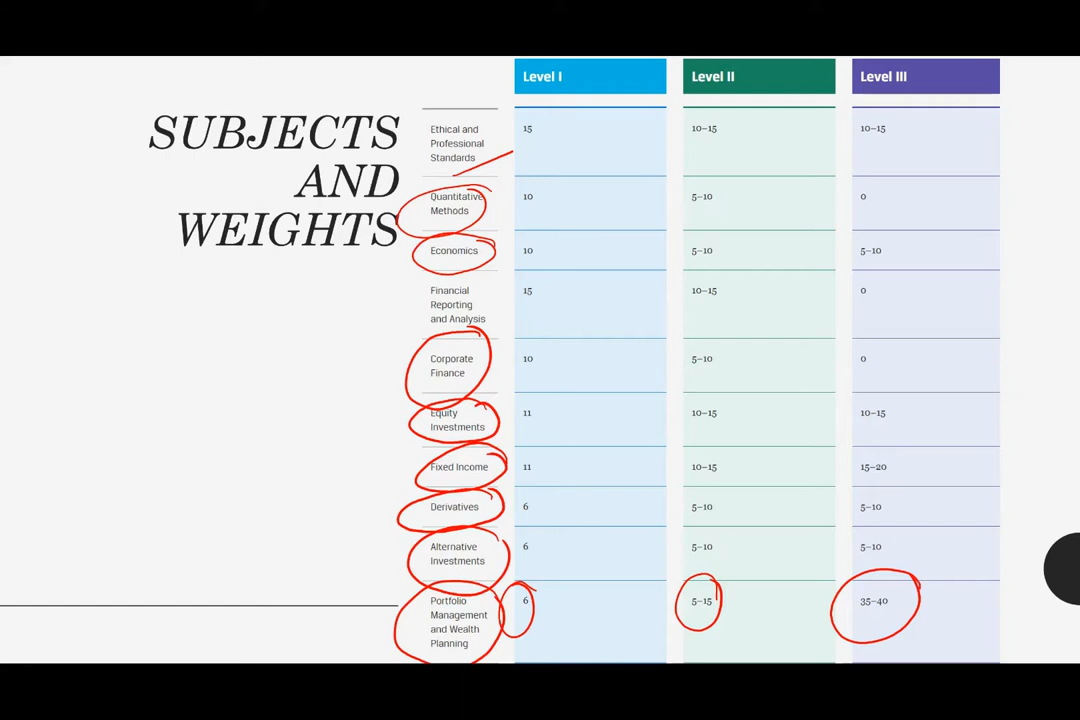 SUBJECTS
AND
WEIGHTS
Level I
Level II
Level III
Ethical and
Professional
Standards
15
10–15
10–15
Quantitative
Methods
10
5–10
0
Economics
10
5–10
5–10
Financial
Reporting
and Analysis
15
10–15
0
Corporate
Finance
10
5–10
0
Equity
Investments
11
10–15
10–15
Fixed Income
11
10–15
15–20
Derivatives
6
5–10
5–10
Alternative
Investments
6
5–10
5–10
Portfolio
Management
and Wealth
Planning
6
5–15
35–40